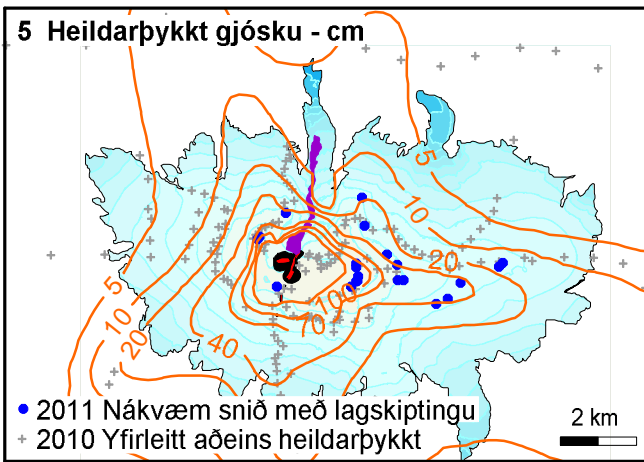 5 Heildarþykkt gjósku - cm
5
10
20
5
10
20
40
70
100
2011 Nákvæm snið með lagskiptingu
2010 Yfirleitt aðeins heildarþykkt
2 km